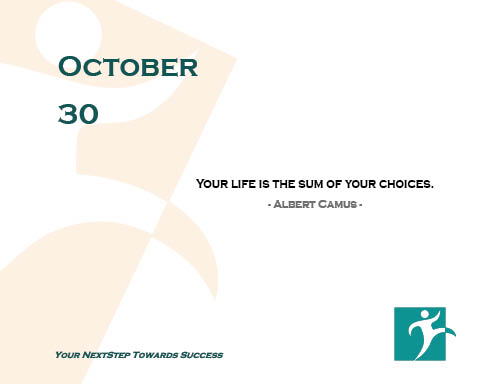 October
30
Your life is the sum of your choices.
- Albert Camus -
Your NextStep Towards Success